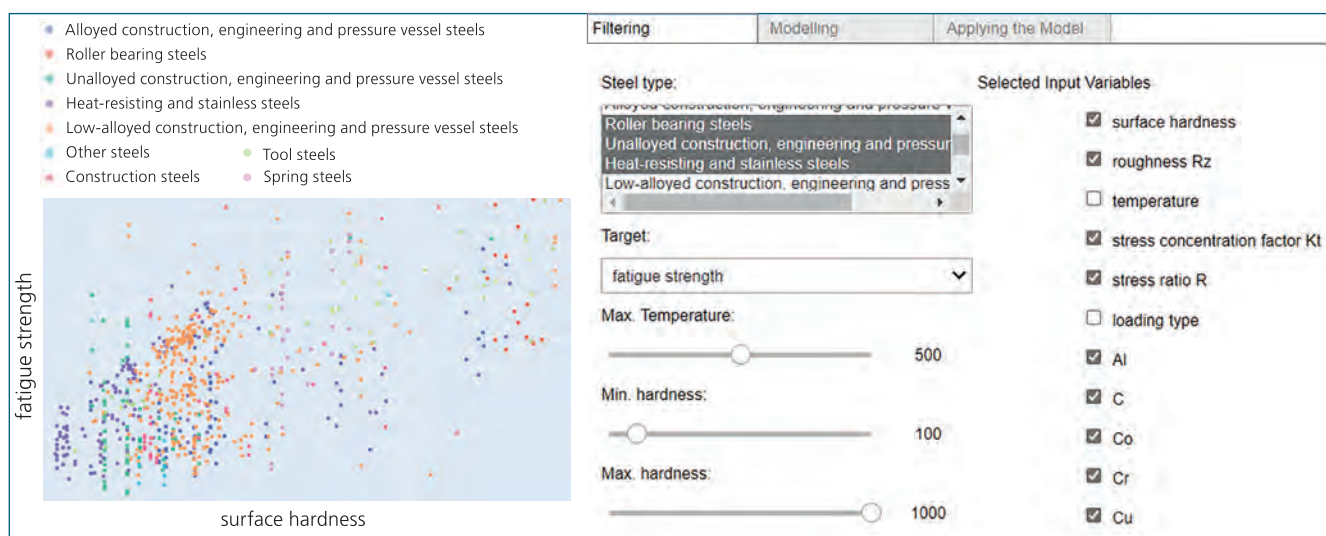 Alloyed construction, engineering and pressure vessel steels
Roller bearing steels
Unalloyed construction, engineering and pressure vessel steels
Heat-resisting and stainless steels
Low-alloyed construction, engineering and pressure vessel steels
Other steels
Tool steels
Construction steels
Spring steels
fatigue strength
surface hardness
Filtering
Modelling
Applying the Model
Steel type:
Alloyed construction, engineering and pressure v
Roller bearing steels
Unalloyed construction, engineering and pressur
Heat-resisting and stainless steels
Low-alloyed construction, engineering and press
Target:
fatigue strength
Max. Temperature:
500
Min. hardness:
100
Max. hardness:
1000
Selected Input Variables
surface hardness
roughness Rz
temperature
stress concentration factor Kt
stress ratio R
loading type
Al
C
Co
Cr
Cu